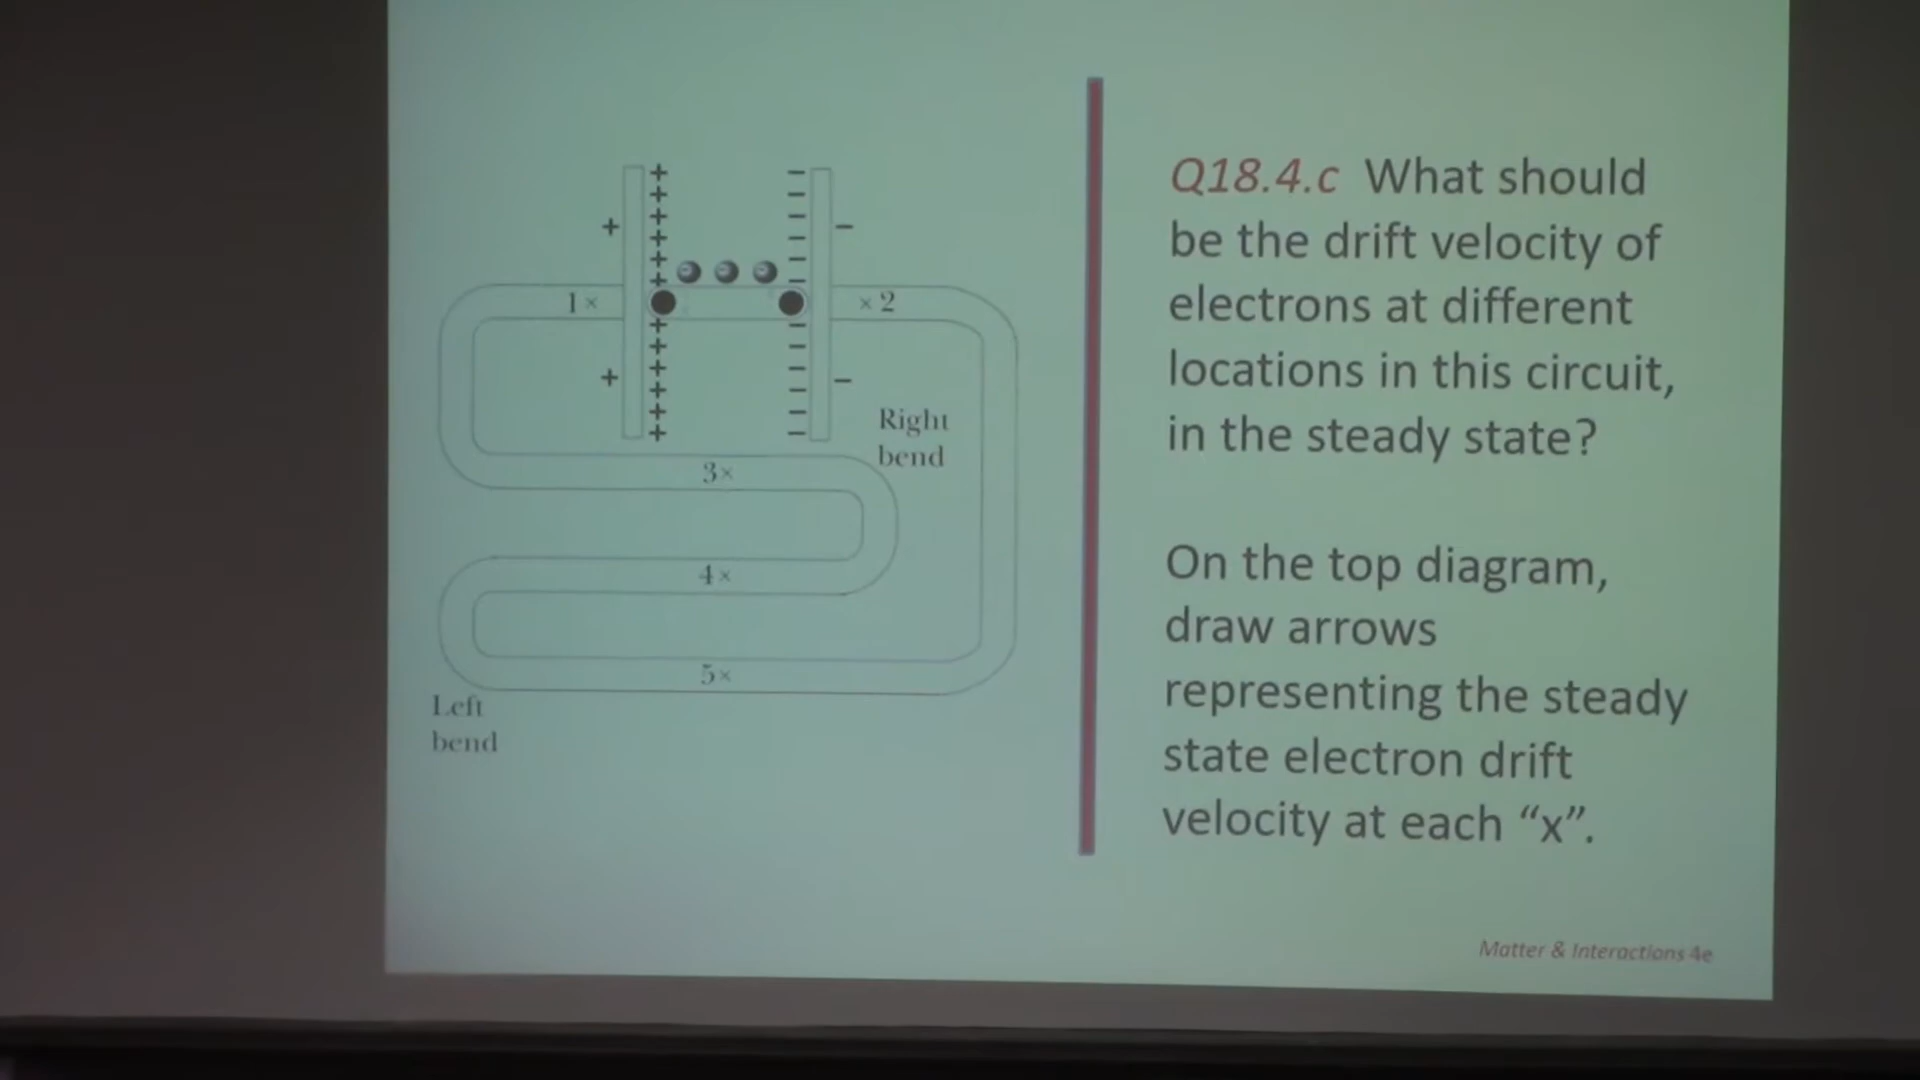 Q18.4.c What should
be the drift velocity of
electrons at different
locations in this circuit,
in the steady state?
On the top diagram,
draw arrows
representing the steady
state electron drift
velocity at each “x”.
+ + + + + +
+ +
+ + + + + +
− − − − − −
− −
− − − − − −
1 ×
× 2
Right
bend
3 ×
4 ×
5 ×
Left
bend
Matter & Interactions 4e